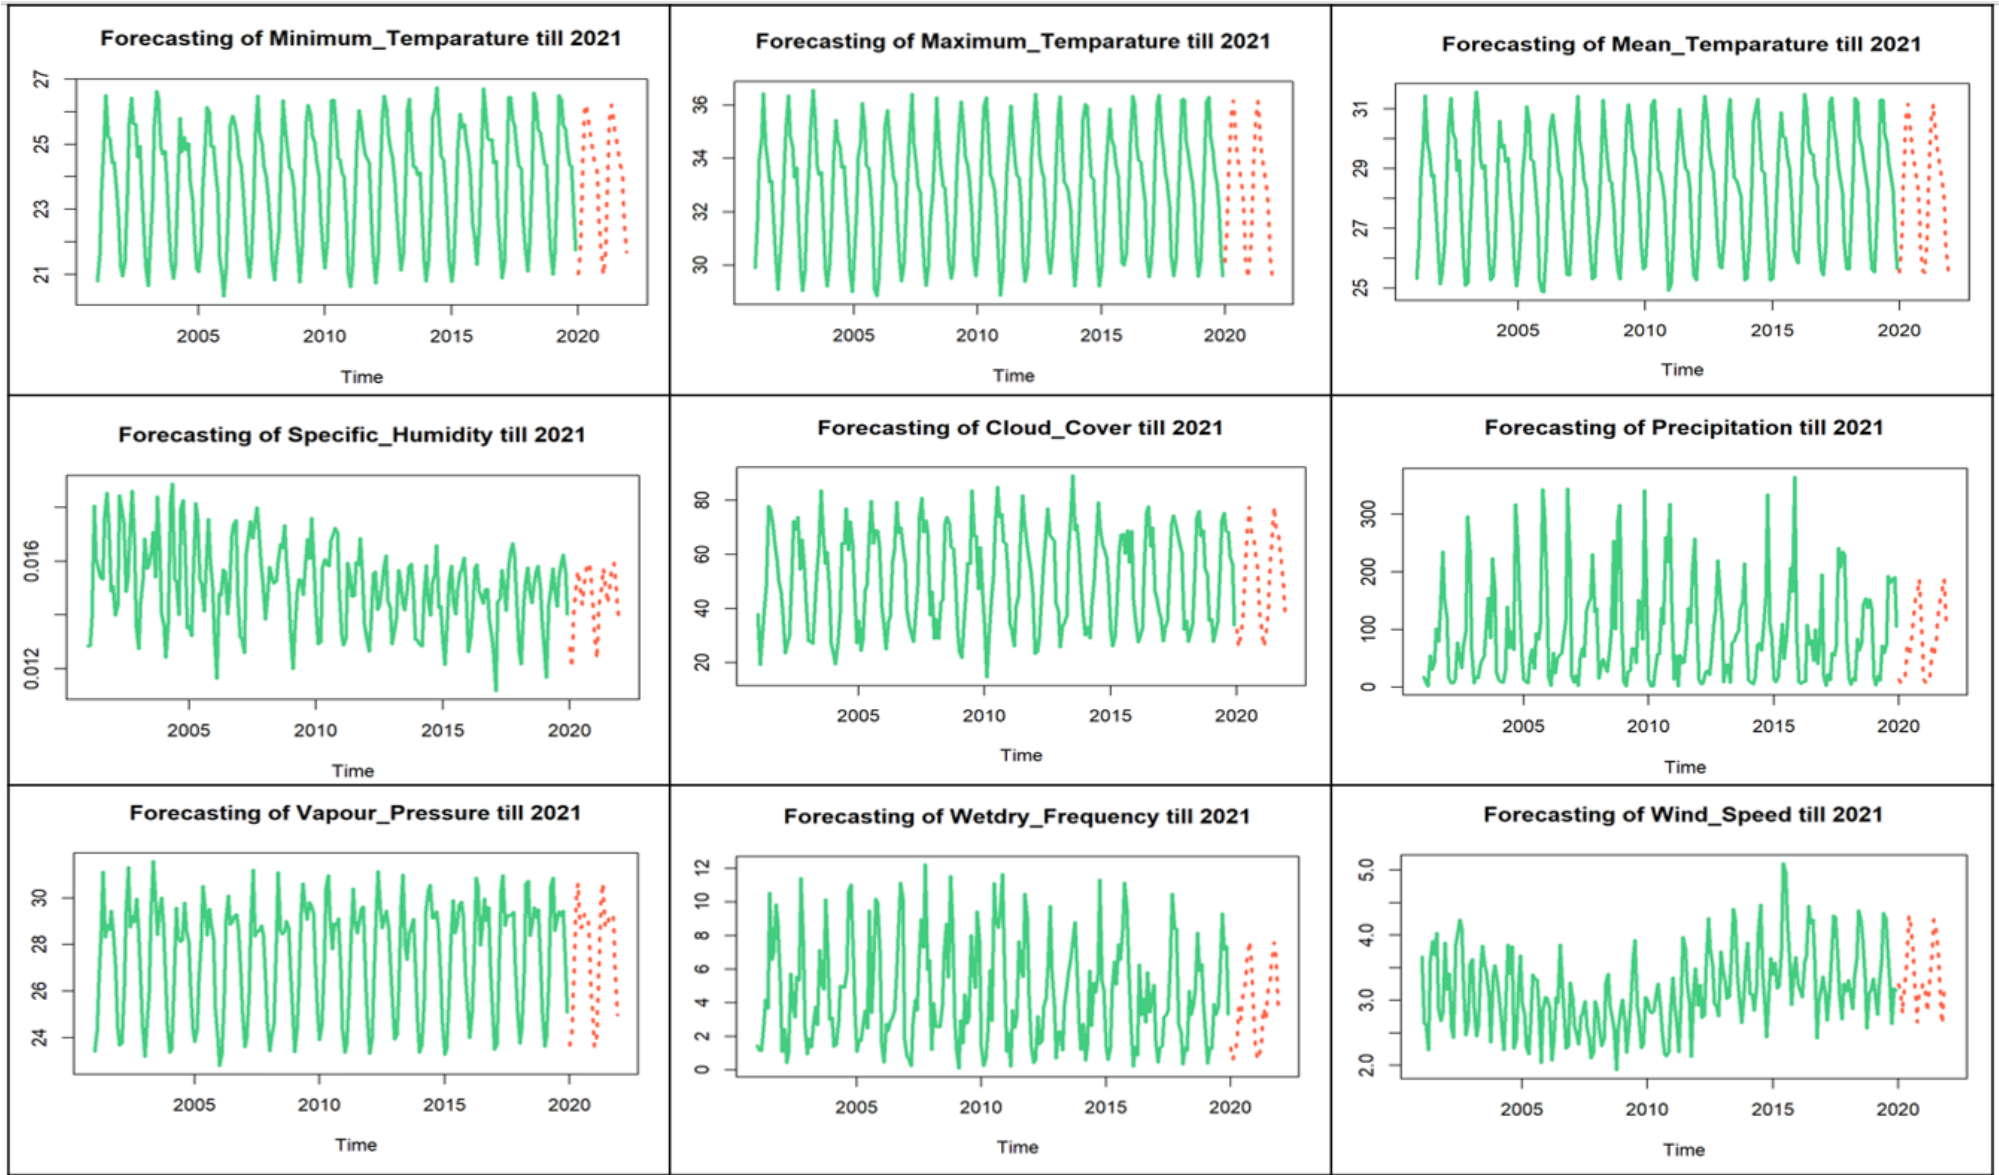 Forecasting of Minimum_Temparature till 2021
27
25
23
21
2005 2010 2015 2020
Time
Forecasting of Maximum_Temparature till 2021
36
34
32
30
2005 2010 2015 2020
Time
Forecasting of Mean_Temparature till 2021
31
29
27
25
2005 2010 2015 2020
Time
Forecasting of Specific_Humidity till 2021
0.016
0.012
2005 2010 2015 2020
Time
Forecasting of Cloud_Cover till 2021
80
60
40
20
2005 2010 2015 2020
Time
Forecasting of Precipitation till 2021
300
200
100
0
2005 2010 2015 2020
Time
Forecasting of Vapour_Pressure till 2021
30
28
26
24
2005 2010 2015 2020
Time
Forecasting of Wetdry_Frequency till 2021
12
10
8
6
4
2
0
2005 2010 2015 2020
Time
Forecasting of Wind_Speed till 2021
5.0
4.0
3.0
2.0
2005 2010 2015 2020
Time